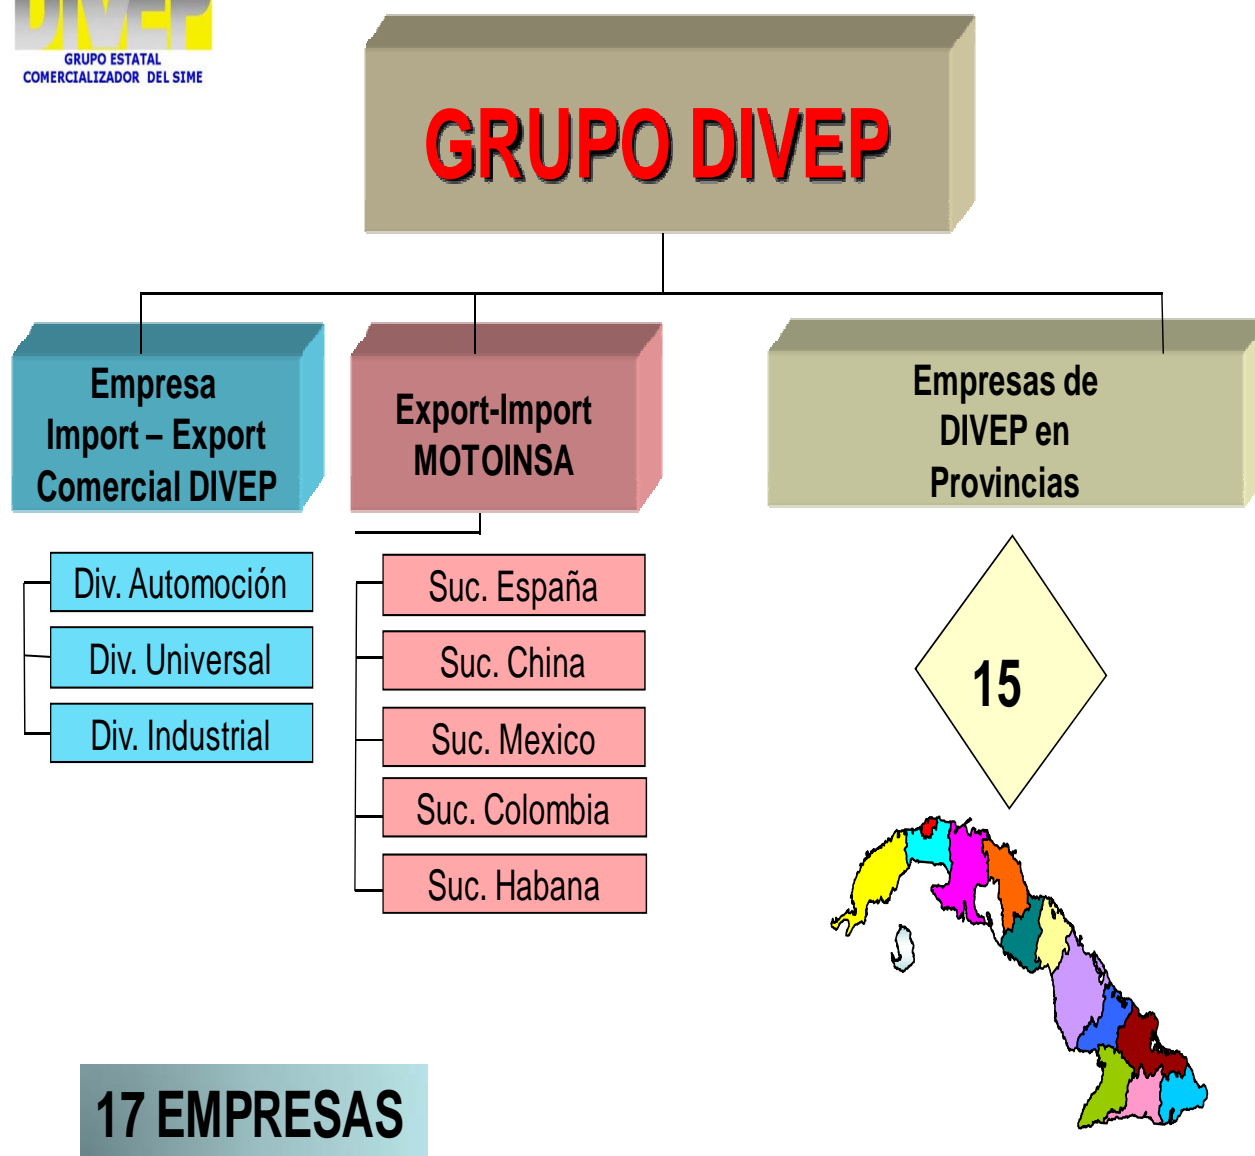 DIVEP
GRUPO ESTATAL
COMERCIALIZADOR DEL SIME
GRUPO DIVEP
Empresa
Import – Export
Comercial DIVEP
Div. Automoción
Div. Universal
Div. Industrial
Export-Import
MOTOINSA
Suc. España
Suc. China
Suc. Mexico
Suc. Colombia
Suc. Habana
Empresas de
DIVEP en
Provincias
15
17 EMPRESAS